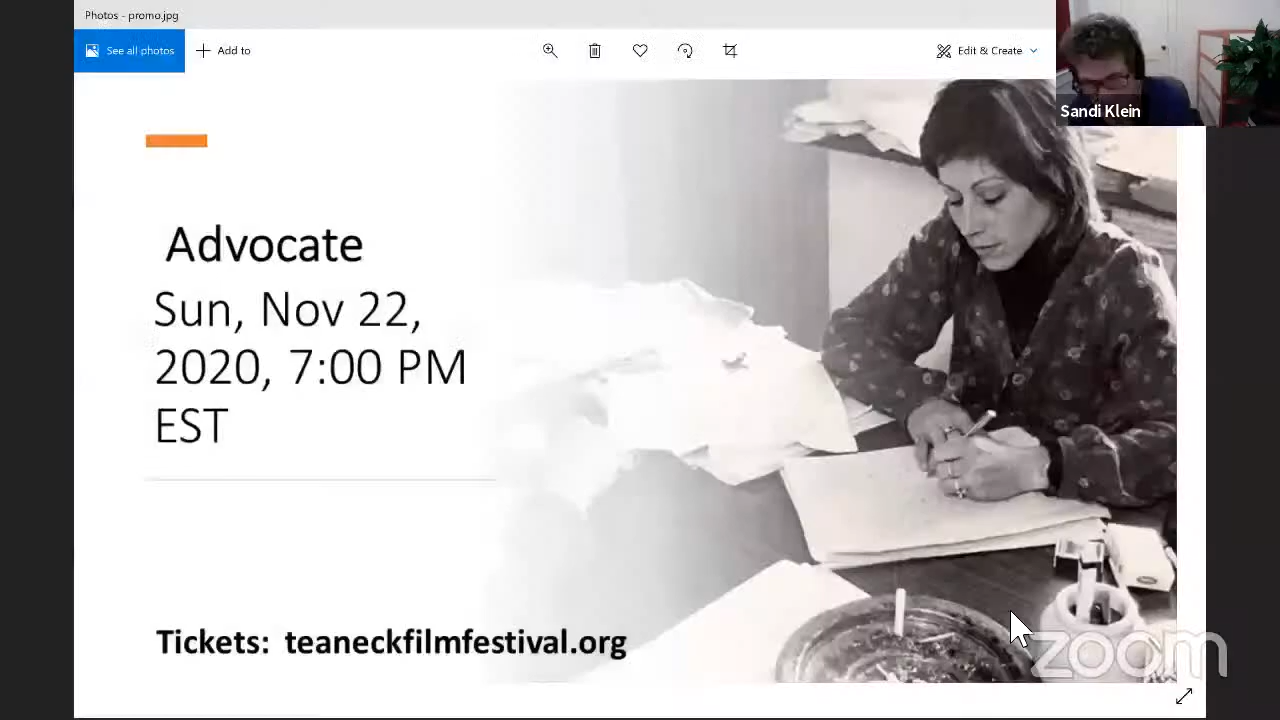 Photos - promo.jpg
See all photos
Add to
Edit & Create
Sandi Klein
Advocate
Sun, Nov 22,
2020, 7:00 PM
EST
Tickets: teaneckfilmfestival.org
zoom